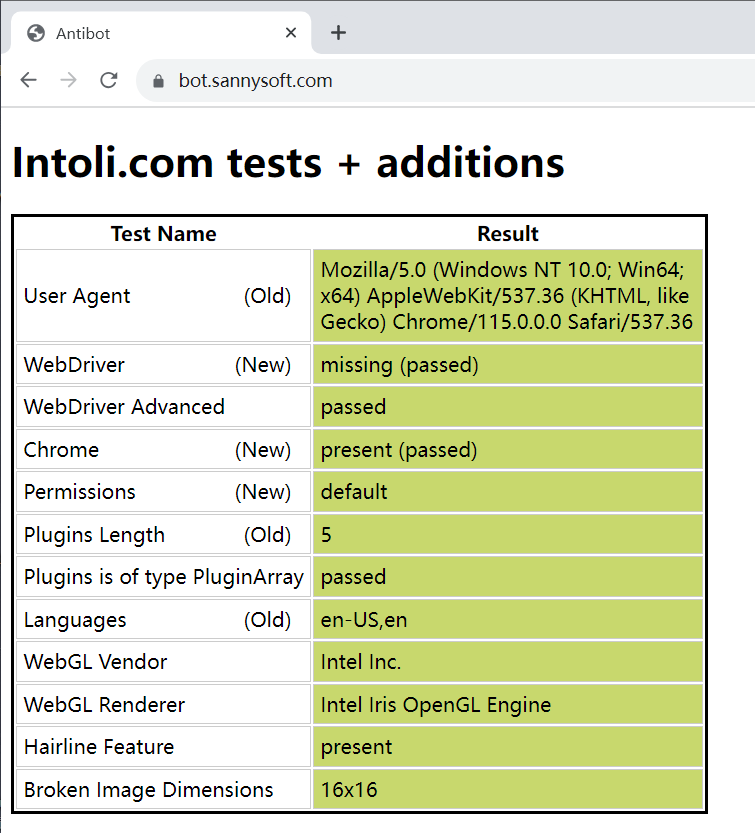 Antibot
bot.sannysoft.com
Intoli.com tests + additions
Test Name Result
User Agent (Old) Mozilla/5.0 (Windows NT 10.0; Win64;
x64) AppleWebKit/537.36 (KHTML, like
Gecko) Chrome/115.0.0.0 Safari/537.36
WebDriver (New) missing (passed)
WebDriver Advanced passed
Chrome (New) present (passed)
Permissions (New) default
Plugins Length (Old) 5
Plugins is of type PluginArray passed
Languages (Old) en-US,en
WebGL Vendor Intel Inc.
WebGL Renderer Intel Iris OpenGL Engine
Hairline Feature present
Broken Image Dimensions 16x16